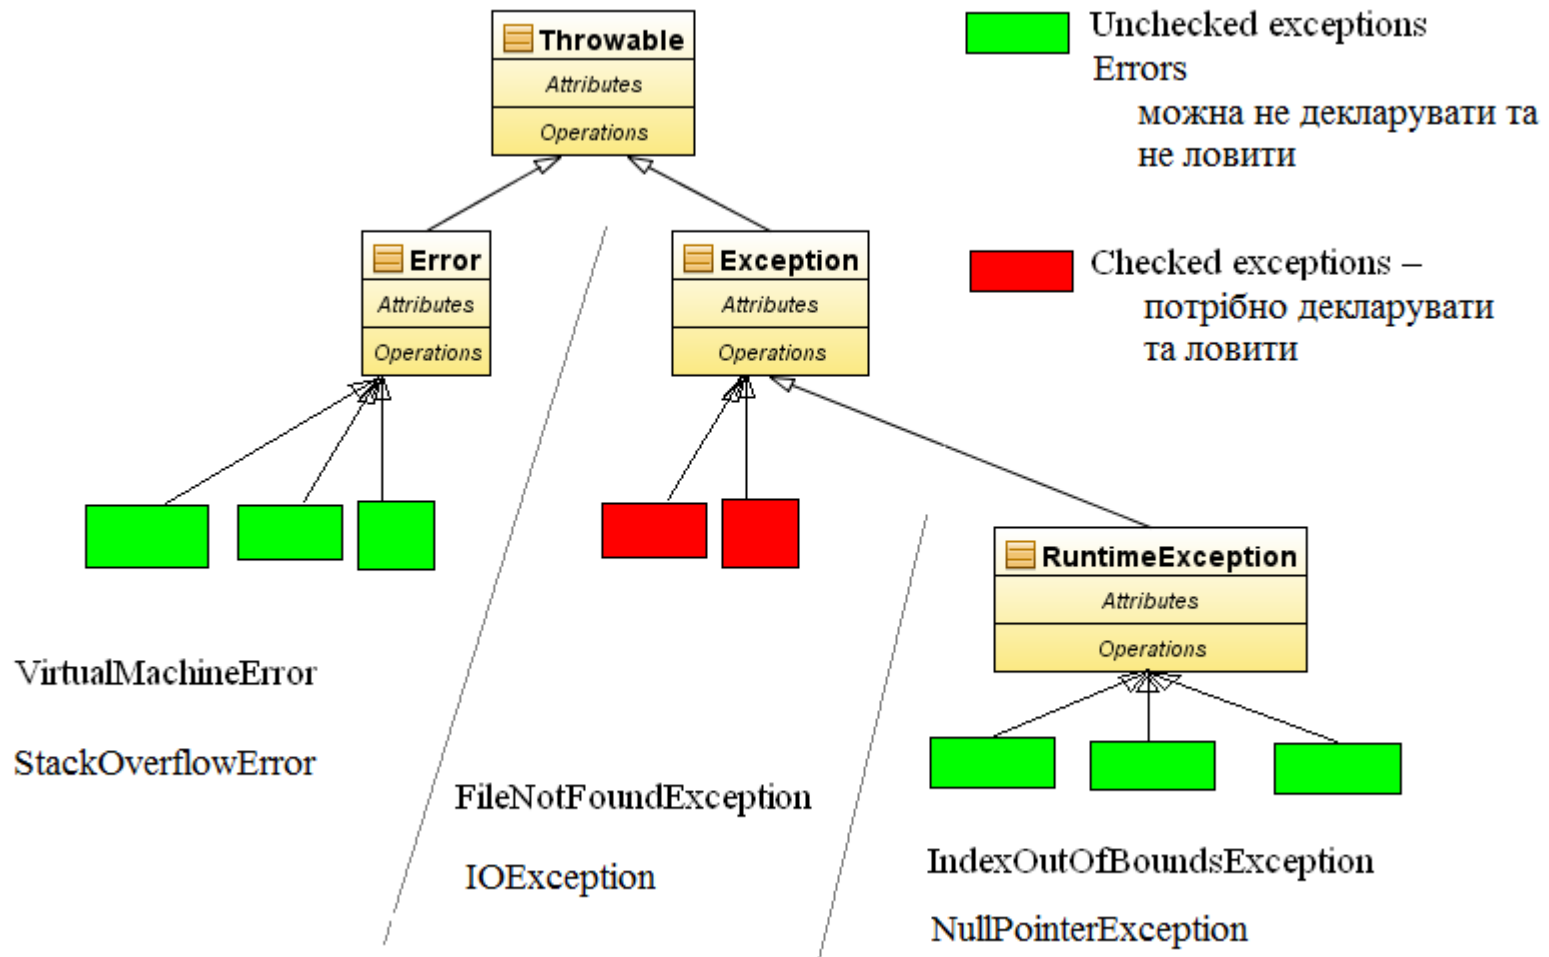 Throwable
Attributes
Operations
Unchecked exceptions
Errors
можна не декларувати та
не ловити
Error
Attributes
Operations
Exception
Attributes
Operations
Checked exceptions –
потрібно декларувати
та ловити
RuntimeException
Attributes
Operations
VirtualMachineError
StackOverflowError
FileNotFoundException
IOException
IndexOutOfBoundsException
NullPointerException